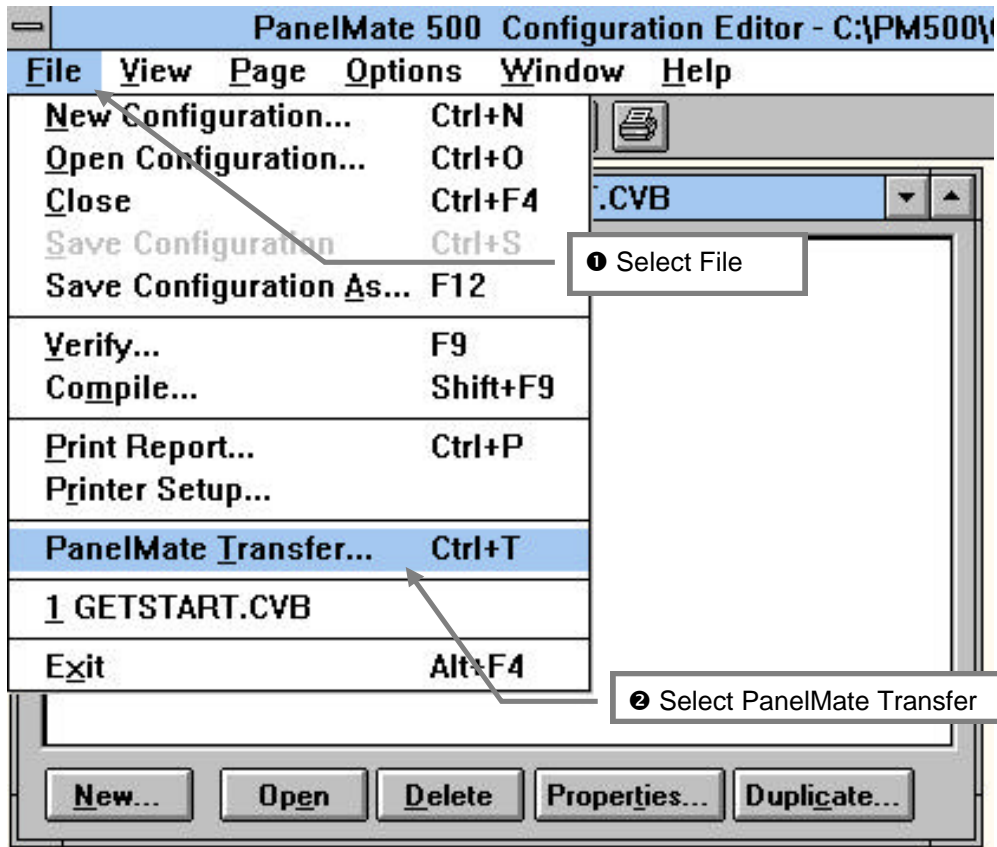 PanelMate 500 Configuration Editor - C:\PM500\
File View Page Options Window Help
New Configuration... Ctrl+N
Open Configuration... Ctrl+O
Close Ctrl+F4
.CVB
Save Configuration Ctrl+S
❶ Select File
Save Configuration As... F12
Verify... F9
Compile... Shift+F9
Print Report... Ctrl+P
Printer Setup...
PanelMate Transfer... Ctrl+T
1 GETSTART.CVB
Exit Alt+F4
❷ Select PanelMate Transfer
New... Open Delete Properties... Duplicate...